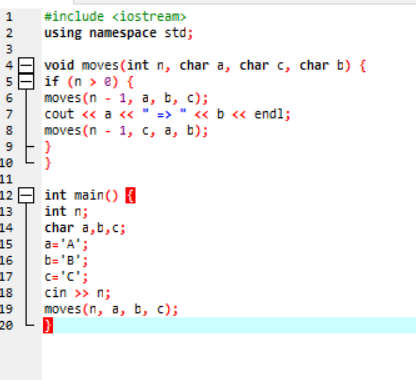 1 #include <iostream>
2 using namespace std;
3
4 void moves(int n, char a, char c, char b) {
5 if (n > 0) {
6 moves(n - 1, a, b, c);
7 cout << a << " => " << b << endl;
8 moves(n - 1, c, a, b);
9 }
10 }
11
12 int main() {
13 int n;
14 char a,b,c;
15 a='A';
16 b='B';
17 c='C';
18 cin >> n;
19 moves(n, a, b, c);
20 }